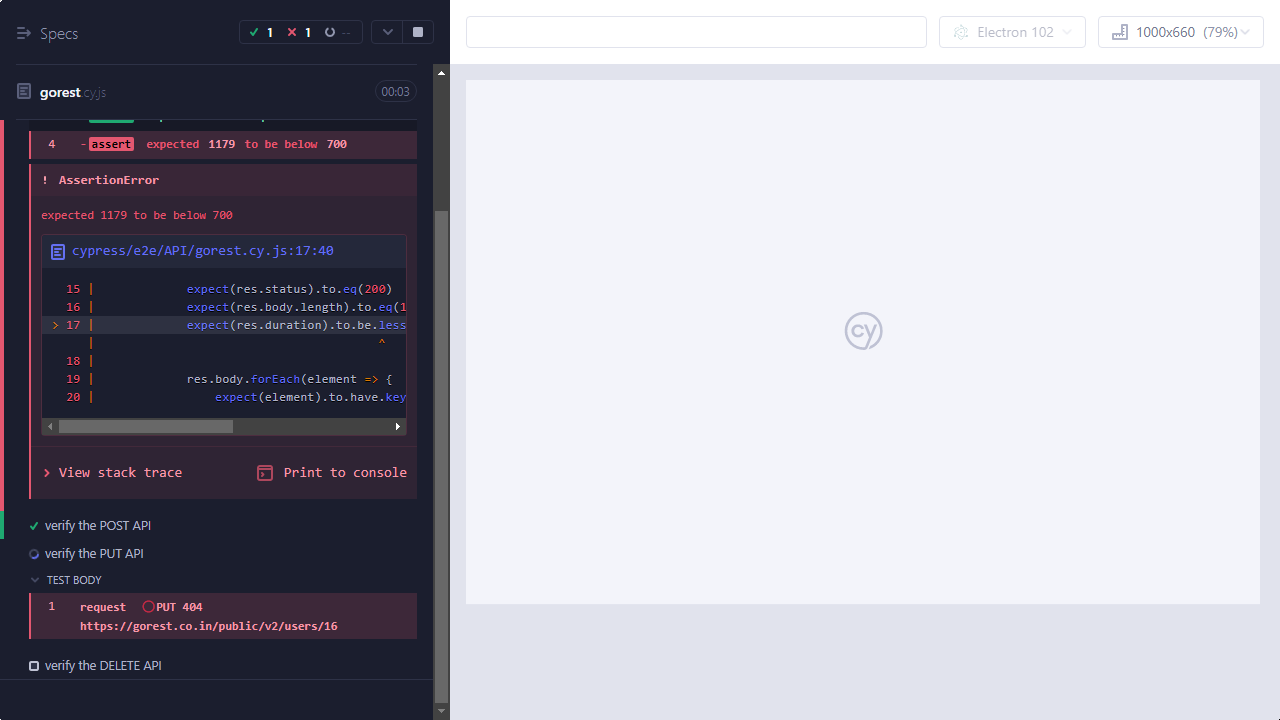 Specs
1
1
--
Electron 102
1000x660 (79%)
gorest cy.js
00:03
4 - assert expected 1179 to be below 700
! AssertionError
expected 1179 to be below 700
cypress/e2e/API/gorest.cy.js:17:40
15 | expect(res.status).to.eq(200)
16 | expect(res.body.length).to.eq(1
> 17 | expect(res.duration).to.be.less
| ^
18 |
19 | res.body.forEach(element => {
20 | expect(element).to.have.key
View stack trace
Print to console
verify the POST API
verify the PUT API
TEST BODY
1 request PUT 404
https://gorest.co.in/public/v2/users/16
verify the DELETE API
cy